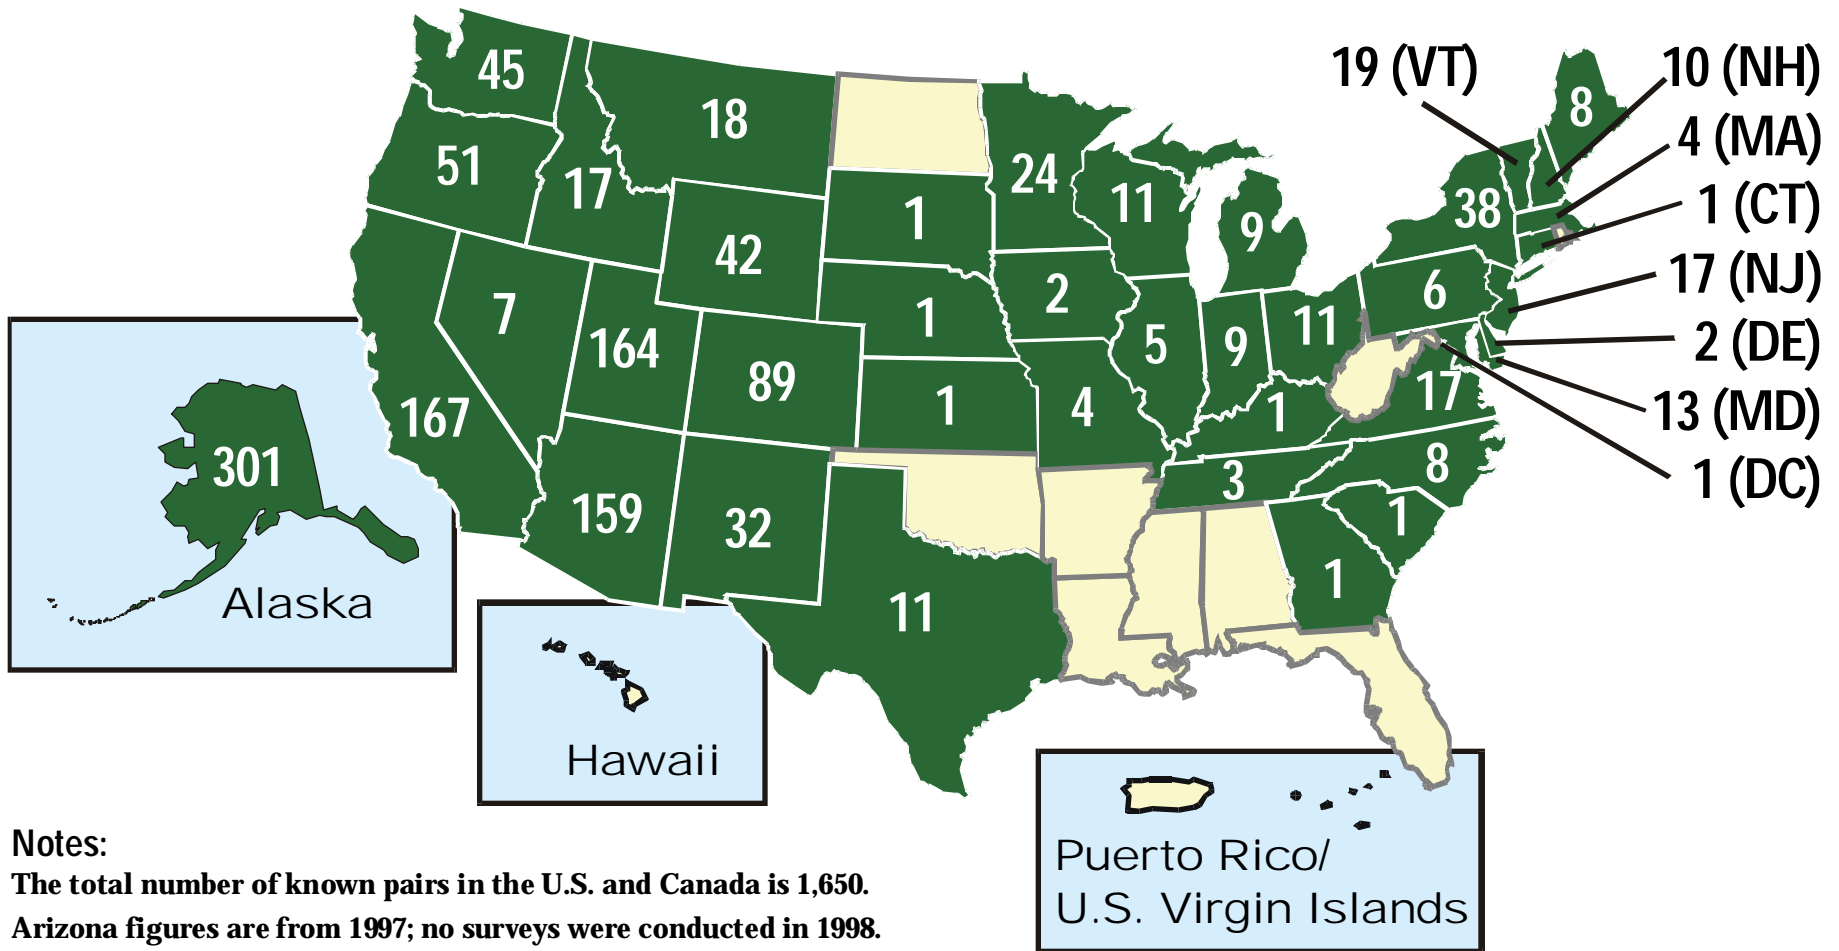 45
18
19 (VT)
10 (NH)
8
4 (MA)
51
17
24
11
1
9
38
1 (CT)
42
7
1
2
6
17 (NJ)
164
89
5
9
11
2 (DE)
167
1
4
1
17
13 (MD)
301
159
32
3
8
1 (DC)
1
1
11
Alaska
Hawaii
Puerto Rico/
U.S. Virgin Islands
Notes:
The total number of known pairs in the U.S. and Canada is 1,650.
Arizona figures are from 1997; no surveys were conducted in 1998.